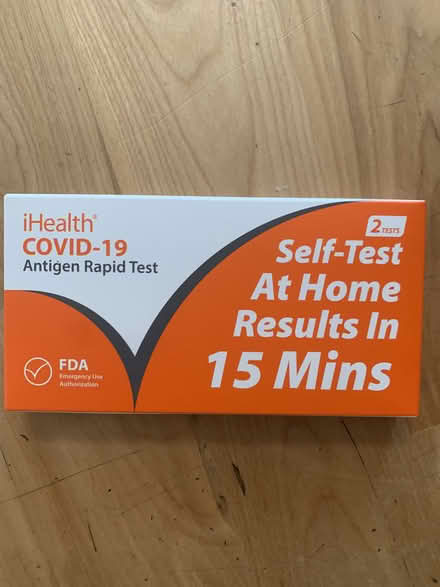 iHealth®
COVID-19
Antigen Rapid Test
FDA
Emergency Use
Authorization
2 TESTS
Self-Test
At Home
Results In
15 Mins